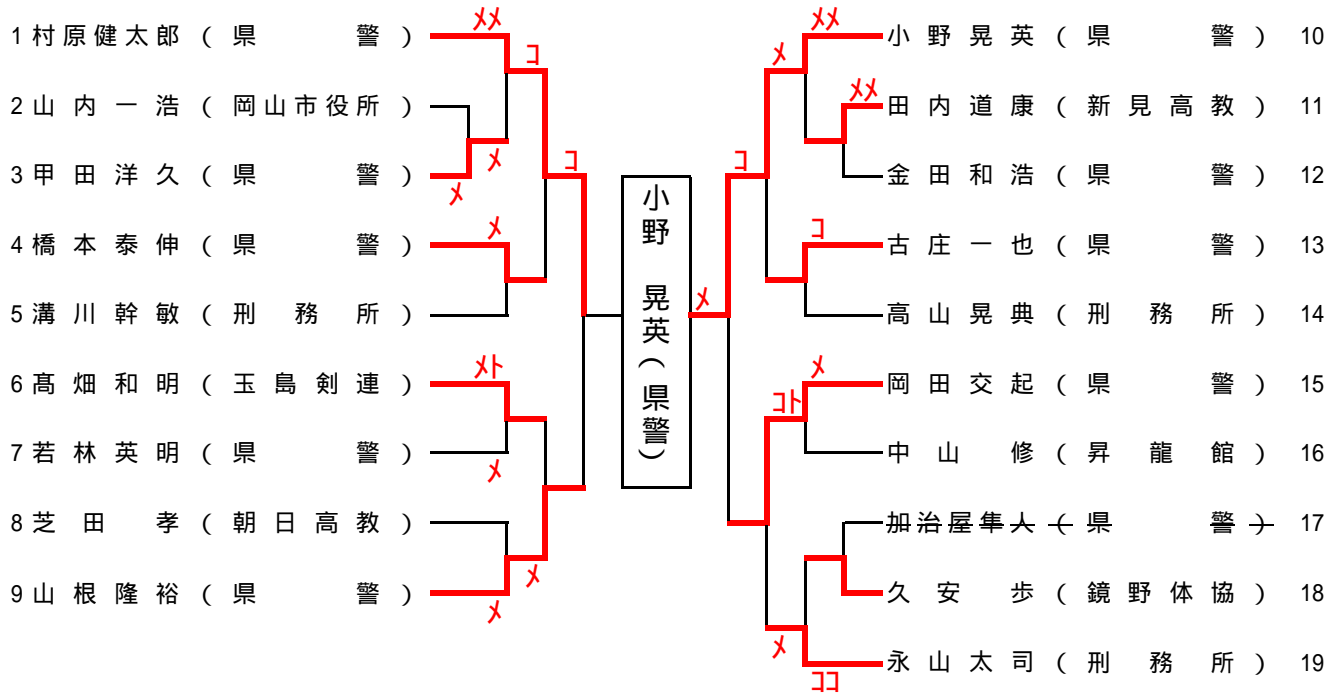 メメ
1 村原健太郎 ( 県 警 )
コ
2 山内一浩 ( 岡山市役所 )
メ
3 甲田洋久 ( 県 警 )
メ
コ
4 橋本泰伸 ( 県 警 )
メ
5 溝川幹敏 ( 刑務所 )
6 髙畑和明 ( 玉島剣連 )
メト
7 若林英明 ( 県 警 )
メ
8 芝田 孝 ( 朝日高教 )
9 山根隆裕 ( 県 警 )
メ
メ
小野 晃英(県警)
メ
メメ
小野晃英 ( 県 警 ) 10
メ
メメ
田内道康 ( 新見高教 ) 11
コ
金田和浩 ( 県 警 ) 12
コ
古庄一也 ( 県 警 ) 13
高山晃典 ( 刑務所 ) 14
メ
岡田交起 ( 県 警 ) 15
コト
中山 修 ( 昇龍館 ) 16
加治屋隼人 ( 県 警 ) 17
久安 歩 ( 鏡野体協 ) 18
メ
永山太司 ( 刑務所 ) 19
ココ